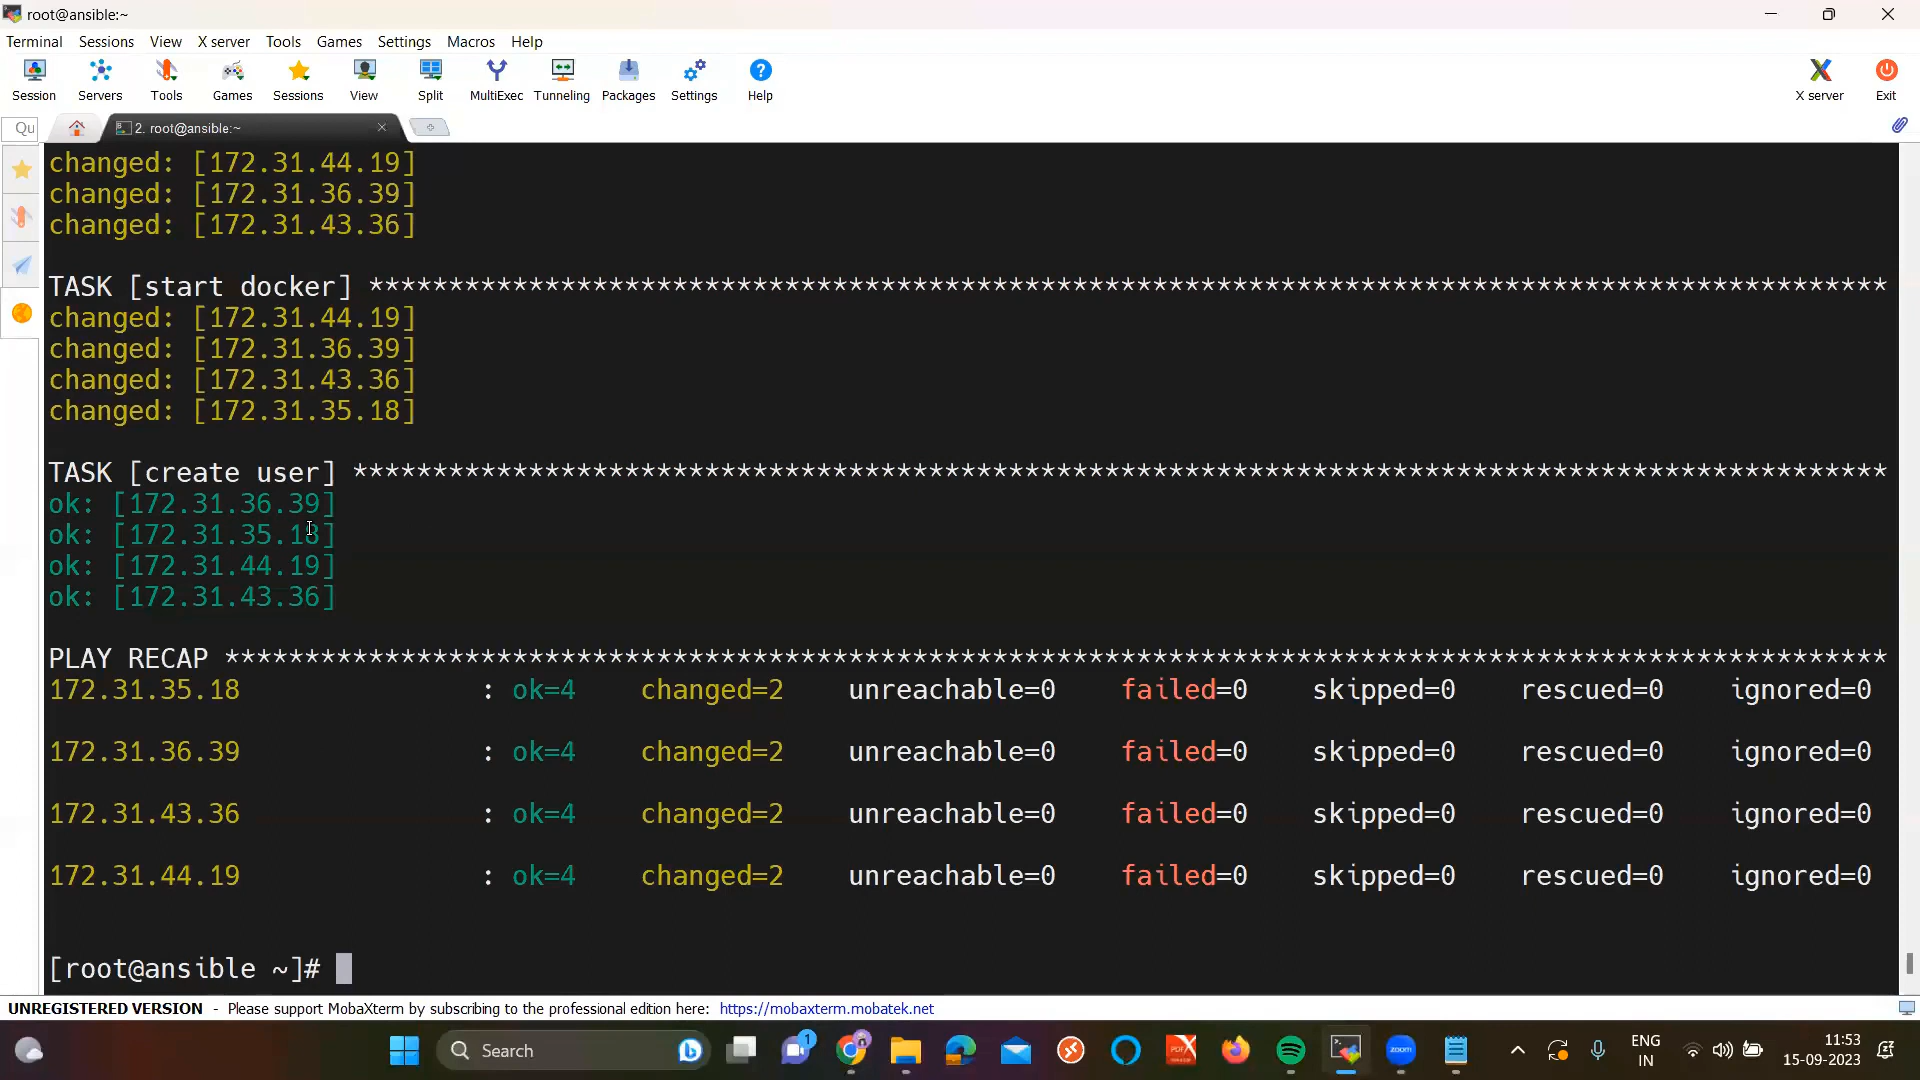 root@ansible:~
Terminal Sessions View X server Tools Games Settings Macros Help
Session Servers Tools Games Sessions View Split MultiExec Tunneling Packages Settings Help X server Exit
Qu 2. root@ansible:~
changed: [172.31.44.19]
changed: [172.31.36.39]
changed: [172.31.43.36]
TASK [start docker] ***********************************************************************************************
changed: [172.31.44.19]
changed: [172.31.36.39]
changed: [172.31.43.36]
changed: [172.31.35.18]
TASK [create user] ************************************************************************************************
ok: [172.31.36.39]
ok: [172.31.35.18]
ok: [172.31.44.19]
ok: [172.31.43.36]
PLAY RECAP ********************************************************************************************************
172.31.35.18 : ok=4 changed=2 unreachable=0 failed=0 skipped=0 rescued=0 ignored=0
172.31.36.39 : ok=4 changed=2 unreachable=0 failed=0 skipped=0 rescued=0 ignored=0
172.31.43.36 : ok=4 changed=2 unreachable=0 failed=0 skipped=0 rescued=0 ignored=0
172.31.44.19 : ok=4 changed=2 unreachable=0 failed=0 skipped=0 rescued=0 ignored=0
[root@ansible ~]#
UNREGISTERED VERSION - Please support MobaXterm by subscribing to the professional edition here: https://mobaxterm.mobatek.net
Search 1 zoom ENG 11:53
IN 15-09-2023